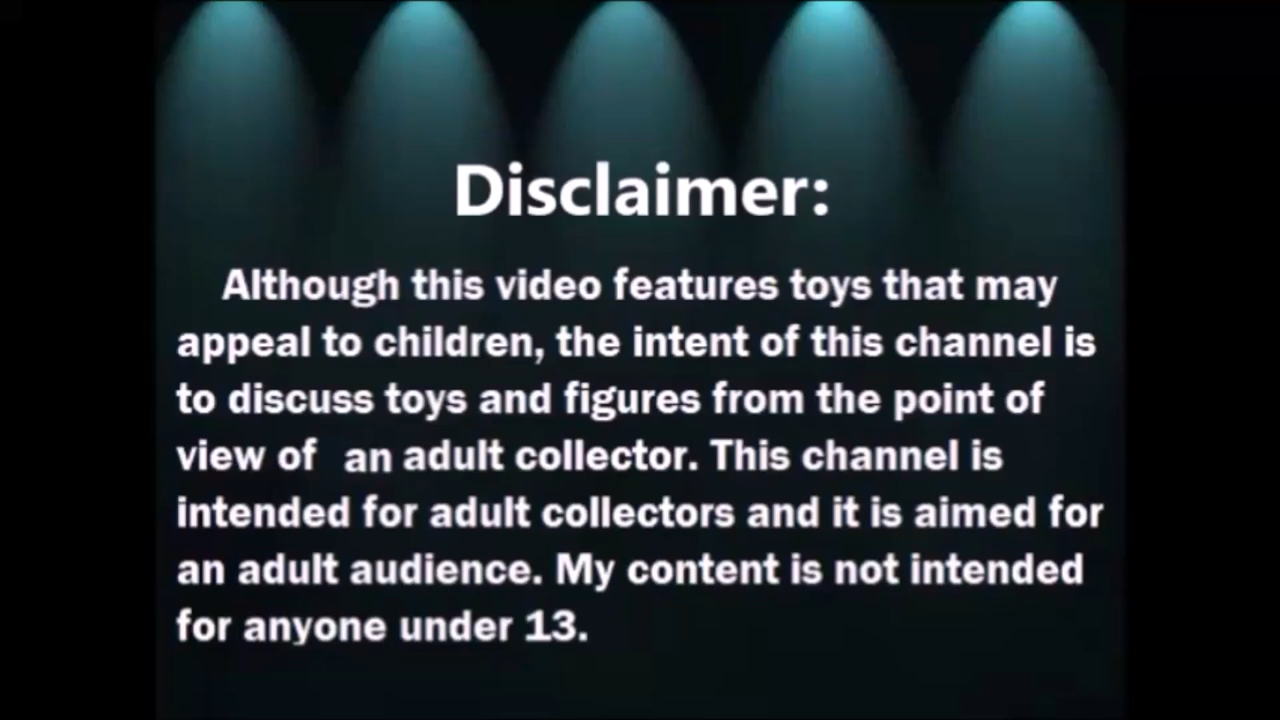 Disclaimer:
Although this video features toys that may
appeal to children, the intent of this channel is
to discuss toys and figures from the point of
view of an adult collector. This channel is
intended for adult collectors and it is aimed for
an adult audience. My content is not intended
for anyone under 13.